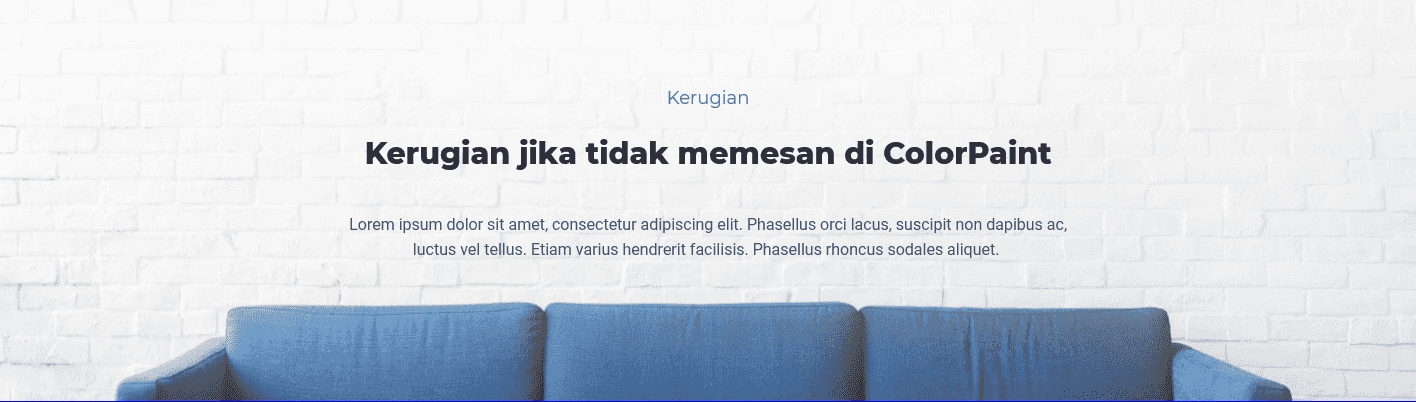 Kerugian
Kerugian jika tidak memesan di ColorPaint
Lorem ipsum dolor sit amet, consectetur adipiscing elit. Phasellus orci lacus, suscipit non dapibus ac,
luctus vel tellus. Etiam varius hendrerit facilisis. Phasellus rhoncus sodales aliquet.